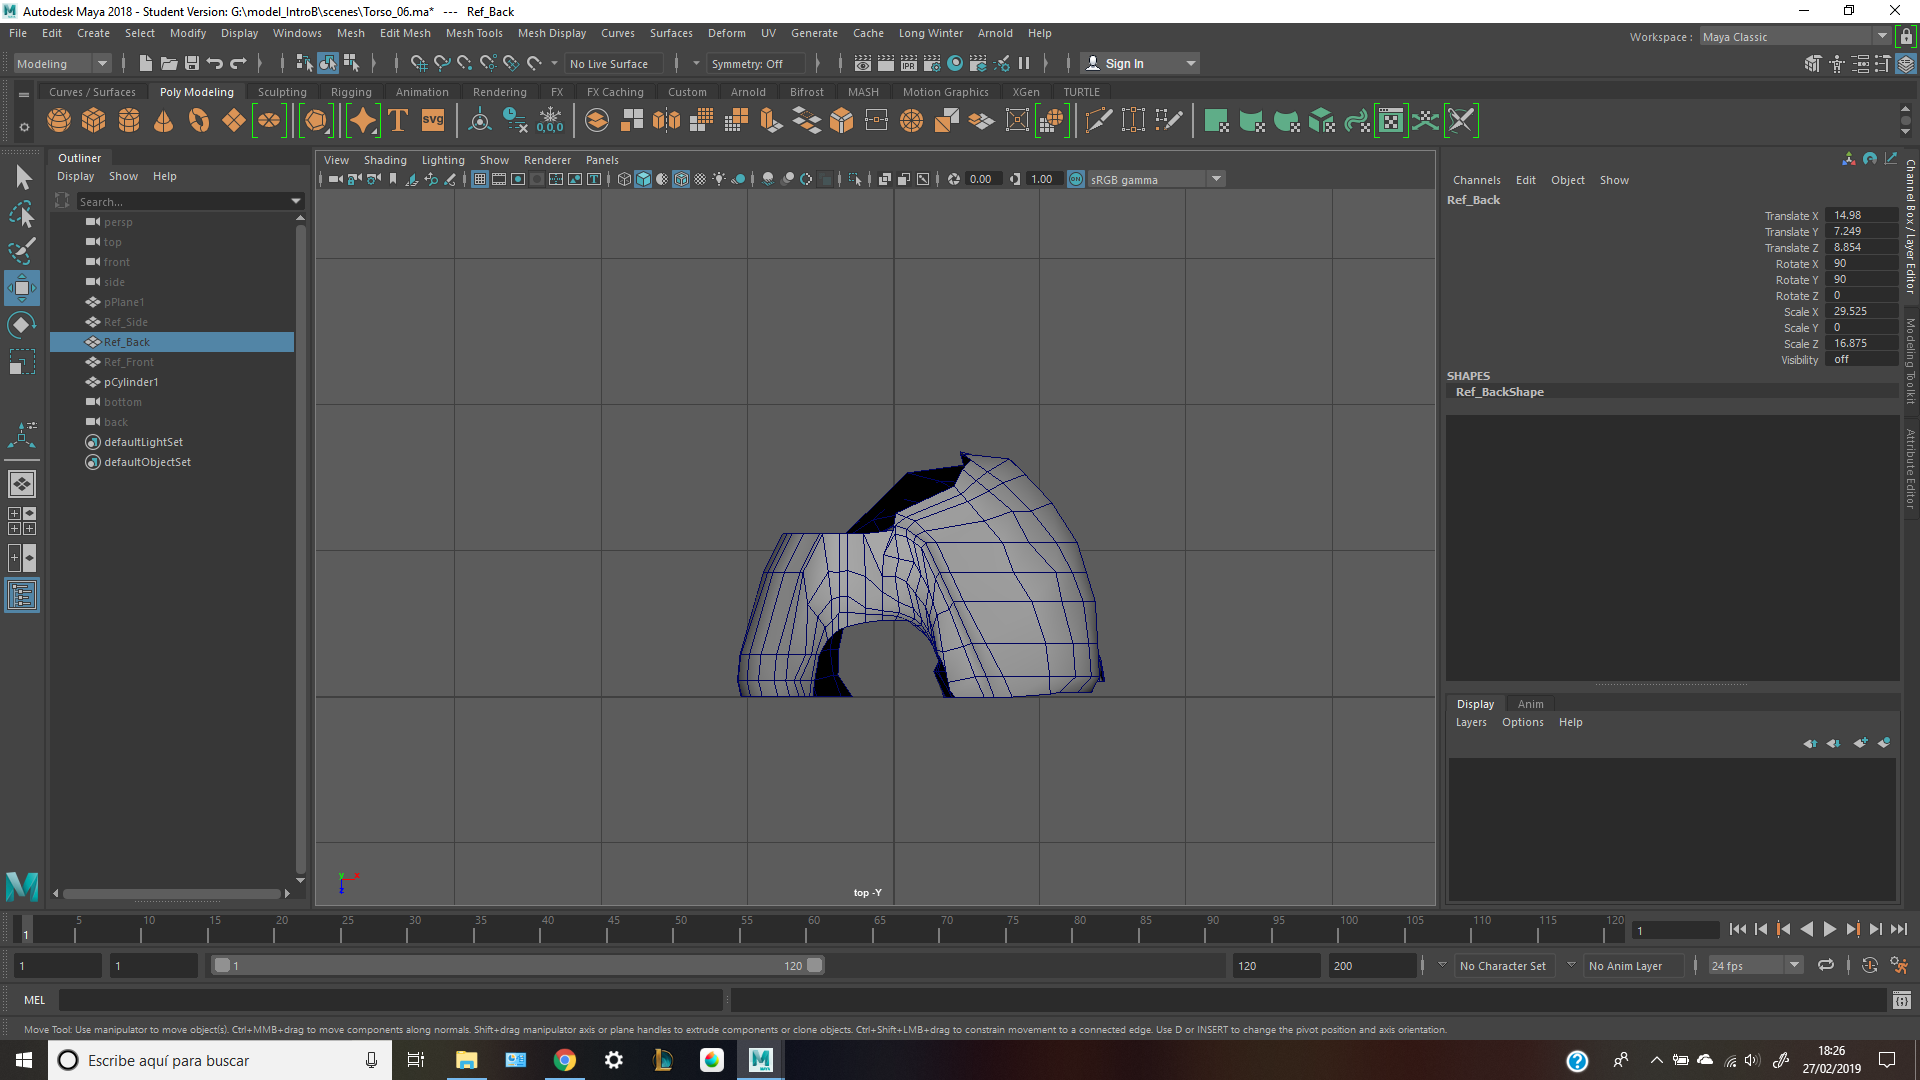 Autodesk Maya 2018 - Student Version: G:\model_IntroB\scenes\Torso_06.ma* --- Ref_Back
File Edit Create Select Modify Display Windows Mesh Edit Mesh Mesh Tools Mesh Display Curves Surfaces Deform UV Generate Cache Long Winter Arnold Help
Workspace : Maya Classic
Modeling No Live Surface Symmetry: Off IPR Sign In
Curves / Surfaces Poly Modeling Sculpting Rigging Animation Rendering FX FX Caching Custom Arnold Bifrost MASH Motion Graphics XGen TURTLE
T svg 0,0,0
Outliner
Display Show Help
Search...
persp
top
front
side
pPlane1
Ref_Side
Ref_Back
Ref_Front
pCylinder1
bottom
back
defaultLightSet
defaultObjectSet
View Shading Lighting Show Renderer Panels
0.00 1.00 sRGB gamma
top -Y
y x
z
Channels Edit Object Show
Ref_Back
Translate X 14.98
Translate Y 7.249
Translate Z 8.854
Rotate X 90
Rotate Y 90
Rotate Z 0
Scale X 29.525
Scale Y 0
Scale Z 16.875
Visibility off
SHAPES
Ref_BackShape
Channel Box / Layer Editor
Modeling Toolkit
Attribute Editor
Display Anim
Layers Options Help
5 10 15 20 25 30 35 40 45 50 55 60 65 70 75 80 85 90 95 100 105 110 115 120
1 1
1 1 1 120 120 200 No Character Set No Anim Layer 24 fps
MEL
Move Tool: Use manipulator to move object(s). Ctrl+MMB+drag to move components along normals. Shift+drag manipulator axis or plane handles to extrude components or clone objects. Ctrl+Shift+LMB+drag to constrain movement to a connected edge. Use D or INSERT to change the pivot position and axis orientation.
Escribe aquí para buscar
18:26
27/02/2019